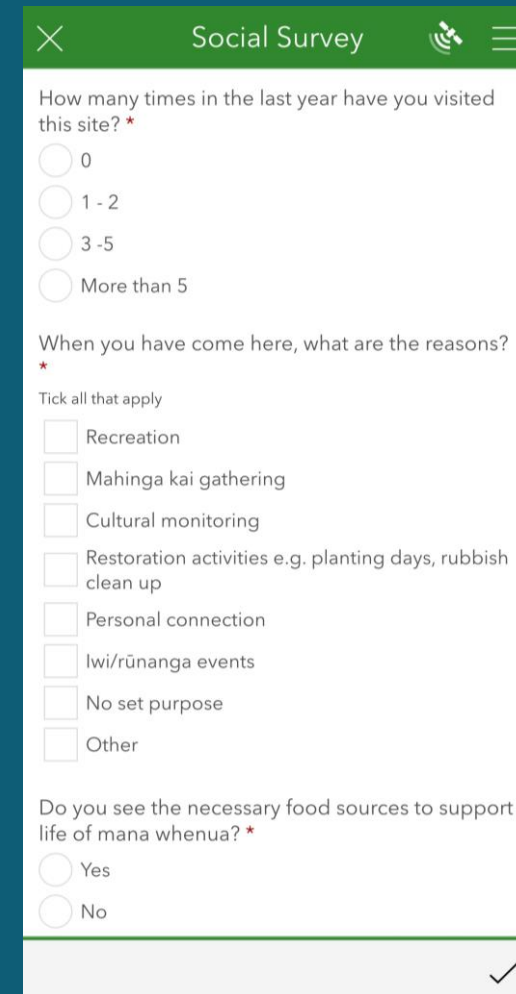 Social Survey
How many times in the last year have you visited
this site? *
0
1 - 2
3 -5
More than 5
When you have come here, what are the reasons?
*
Tick all that apply
Recreation
Mahinga kai gathering
Cultural monitoring
Restoration activities e.g. planting days, rubbish
clean up
Personal connection
Iwi/rūnanga events
No set purpose
Other
Do you see the necessary food sources to support
life of mana whenua? *
Yes
No